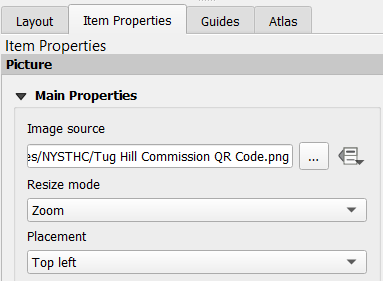 Layout Item Properties Guides Atlas
Item Properties
Picture
Main Properties
Image source
es/NYSTHC/Tug Hill Commission QR Code.png ...
Resize mode
Zoom
Placement
Top left